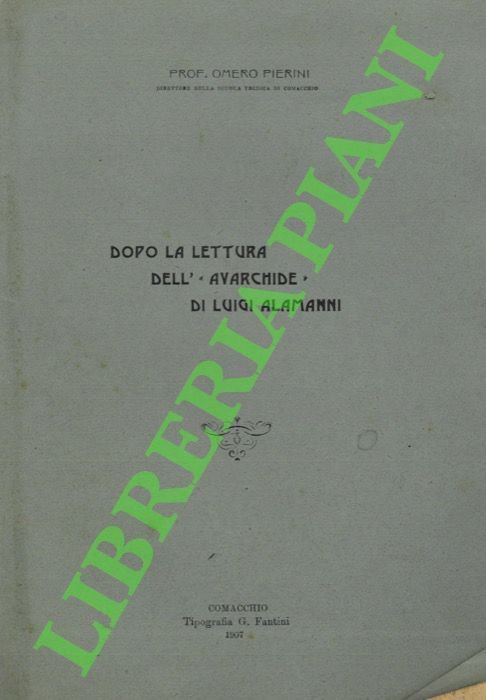 PROF. OMERO PIERINI
DIRETTORE DELLA SCUOLA TECNICA DI COMACCHIO
DOPO LA LETTURA
DELL' « AVARCHIDE »
DI LUIGI ALAMANNI
COMACCHIO
Tipografia G. Fantini
1907
LIBRERIA PIANI